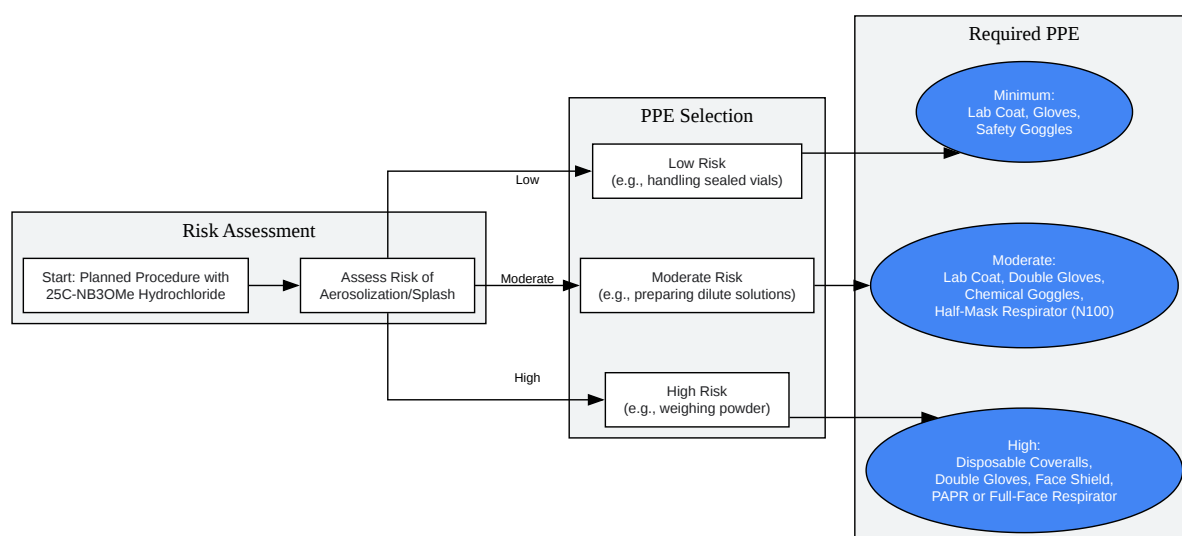 Risk Assessment
Start: Planned Procedure with
25C-NB3OMe Hydrochloride
Assess Risk of
Aerosolization/Splash
Low
Moderate
High
PPE Selection
Low Risk
(e.g., handling sealed vials)
Moderate Risk
(e.g., preparing dilute solutions)
High Risk
(e.g., weighing powder)
Required PPE
Minimum:
Lab Coat, Gloves,
Safety Goggles
Moderate:
Lab Coat, Double Gloves,
Chemical Goggles,
Half-Mask Respirator (N100)
High:
Disposable Coveralls,
Double Gloves, Face Shield,
PAPR or Full-Face Respirator